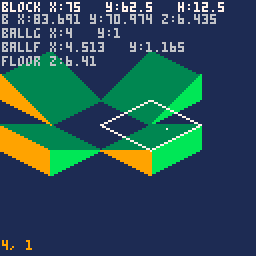 BLOCK X:75 Y:62.5 H:12.5
B X:83.691 Y:70.974 Z:6.435
BALLG X:4 Y:1
BALLF X:4.513 Y:1.165
FLOOR Z:6.41
4, 1